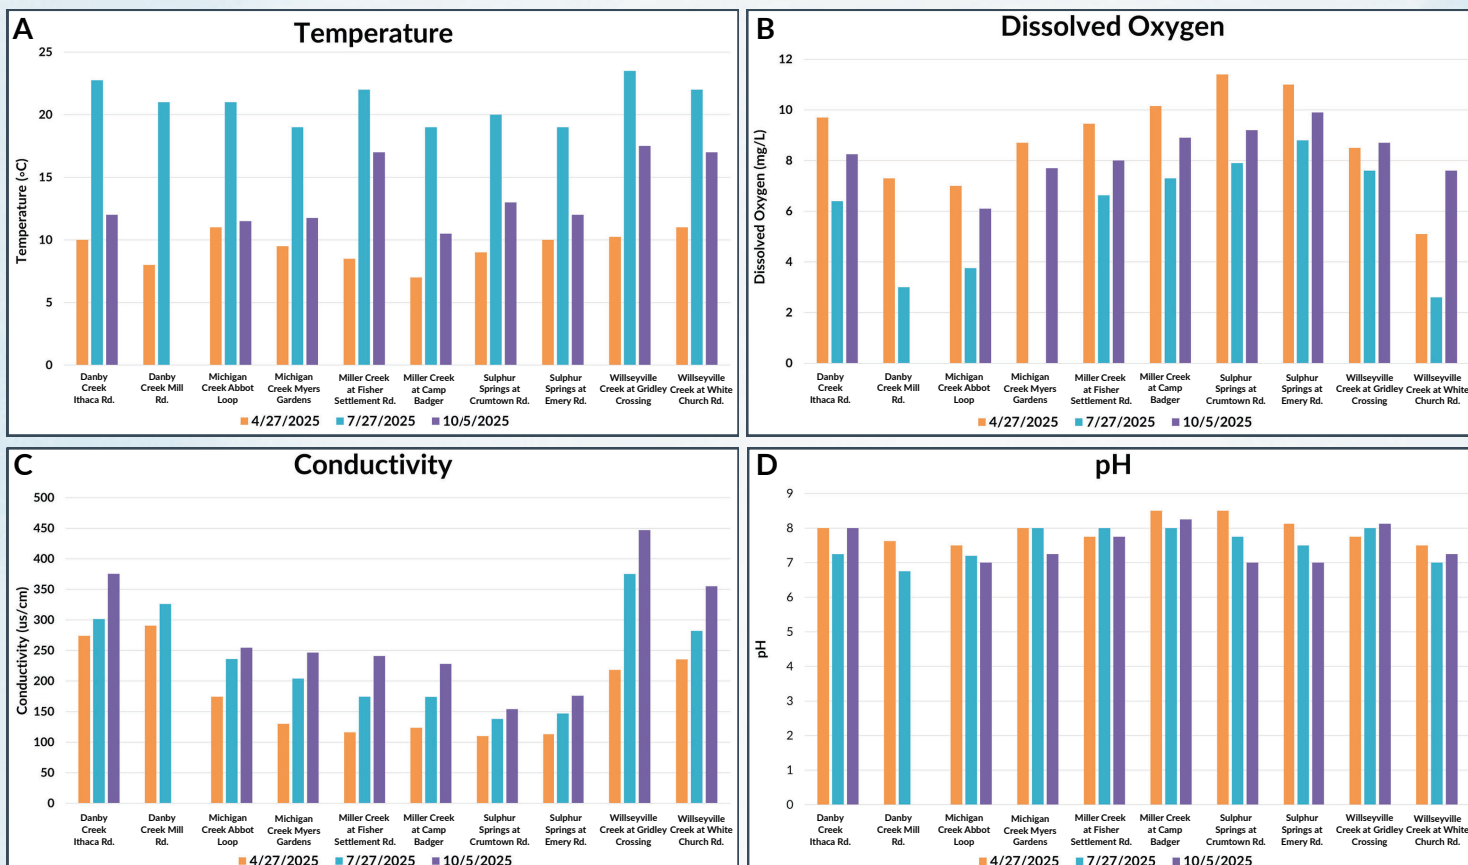 A
Temperature
25
20
15
10
5
0
Temperature (∘C)
Danby Creek Ithaca Rd.
Danby Creek Mill Rd.
Michigan Creek Abbot Loop
Michigan Creek Myers Gardens
Miller Creek at Fisher Settlement Rd.
Miller Creek at Camp Badger
Sulphur Springs at Crumtown Rd.
Sulphur Springs at Emery Rd.
Willseyville Creek at Gridley Crossing
Willseyville Creek at White Church Rd.
4/27/2025 7/27/2025 10/5/2025
B
Dissolved Oxygen
12
10
8
6
4
2
0
Dissolved Oxygen (mg/L)
Danby Creek Ithaca Rd.
Danby Creek Mill Rd.
Michigan Creek Abbot Loop
Michigan Creek Myers Gardens
Miller Creek at Fisher Settlement Rd.
Miller Creek at Camp Badger
Sulphur Springs at Crumtown Rd.
Sulphur Springs at Emery Rd.
Willseyville Creek at Gridley Crossing
Willseyville Creek at White Church Rd.
4/27/2025 7/27/2025 10/5/2025
C
Conductivity
500
450
400
350
300
250
200
150
100
50
0
Conductivity (us/cm)
Danby Creek Ithaca Rd.
Danby Creek Mill Rd.
Michigan Creek Abbot Loop
Michigan Creek Myers Gardens
Miller Creek at Fisher Settlement Rd.
Miller Creek at Camp Badger
Sulphur Springs at Crumtown Rd.
Sulphur Springs at Emery Rd.
Willseyville Creek at Gridley Crossing
Willseyville Creek at White Church Rd.
4/27/2025 7/27/2025 10/5/2025
D
pH
9
8
7
6
5
4
3
2
1
0
pH
Danby Creek Ithaca Rd.
Danby Creek Mill Rd.
Michigan Creek Abbot Loop
Michigan Creek Myers Gardens
Miller Creek at Fisher Settlement Rd.
Miller Creek at Camp Badger
Sulphur Springs at Crumtown Rd.
Sulphur Springs at Emery Rd.
Willseyville Creek at Gridley Crossing
Willseyville Creek at White Church Rd.
4/27/2025 7/27/2025 10/5/2025